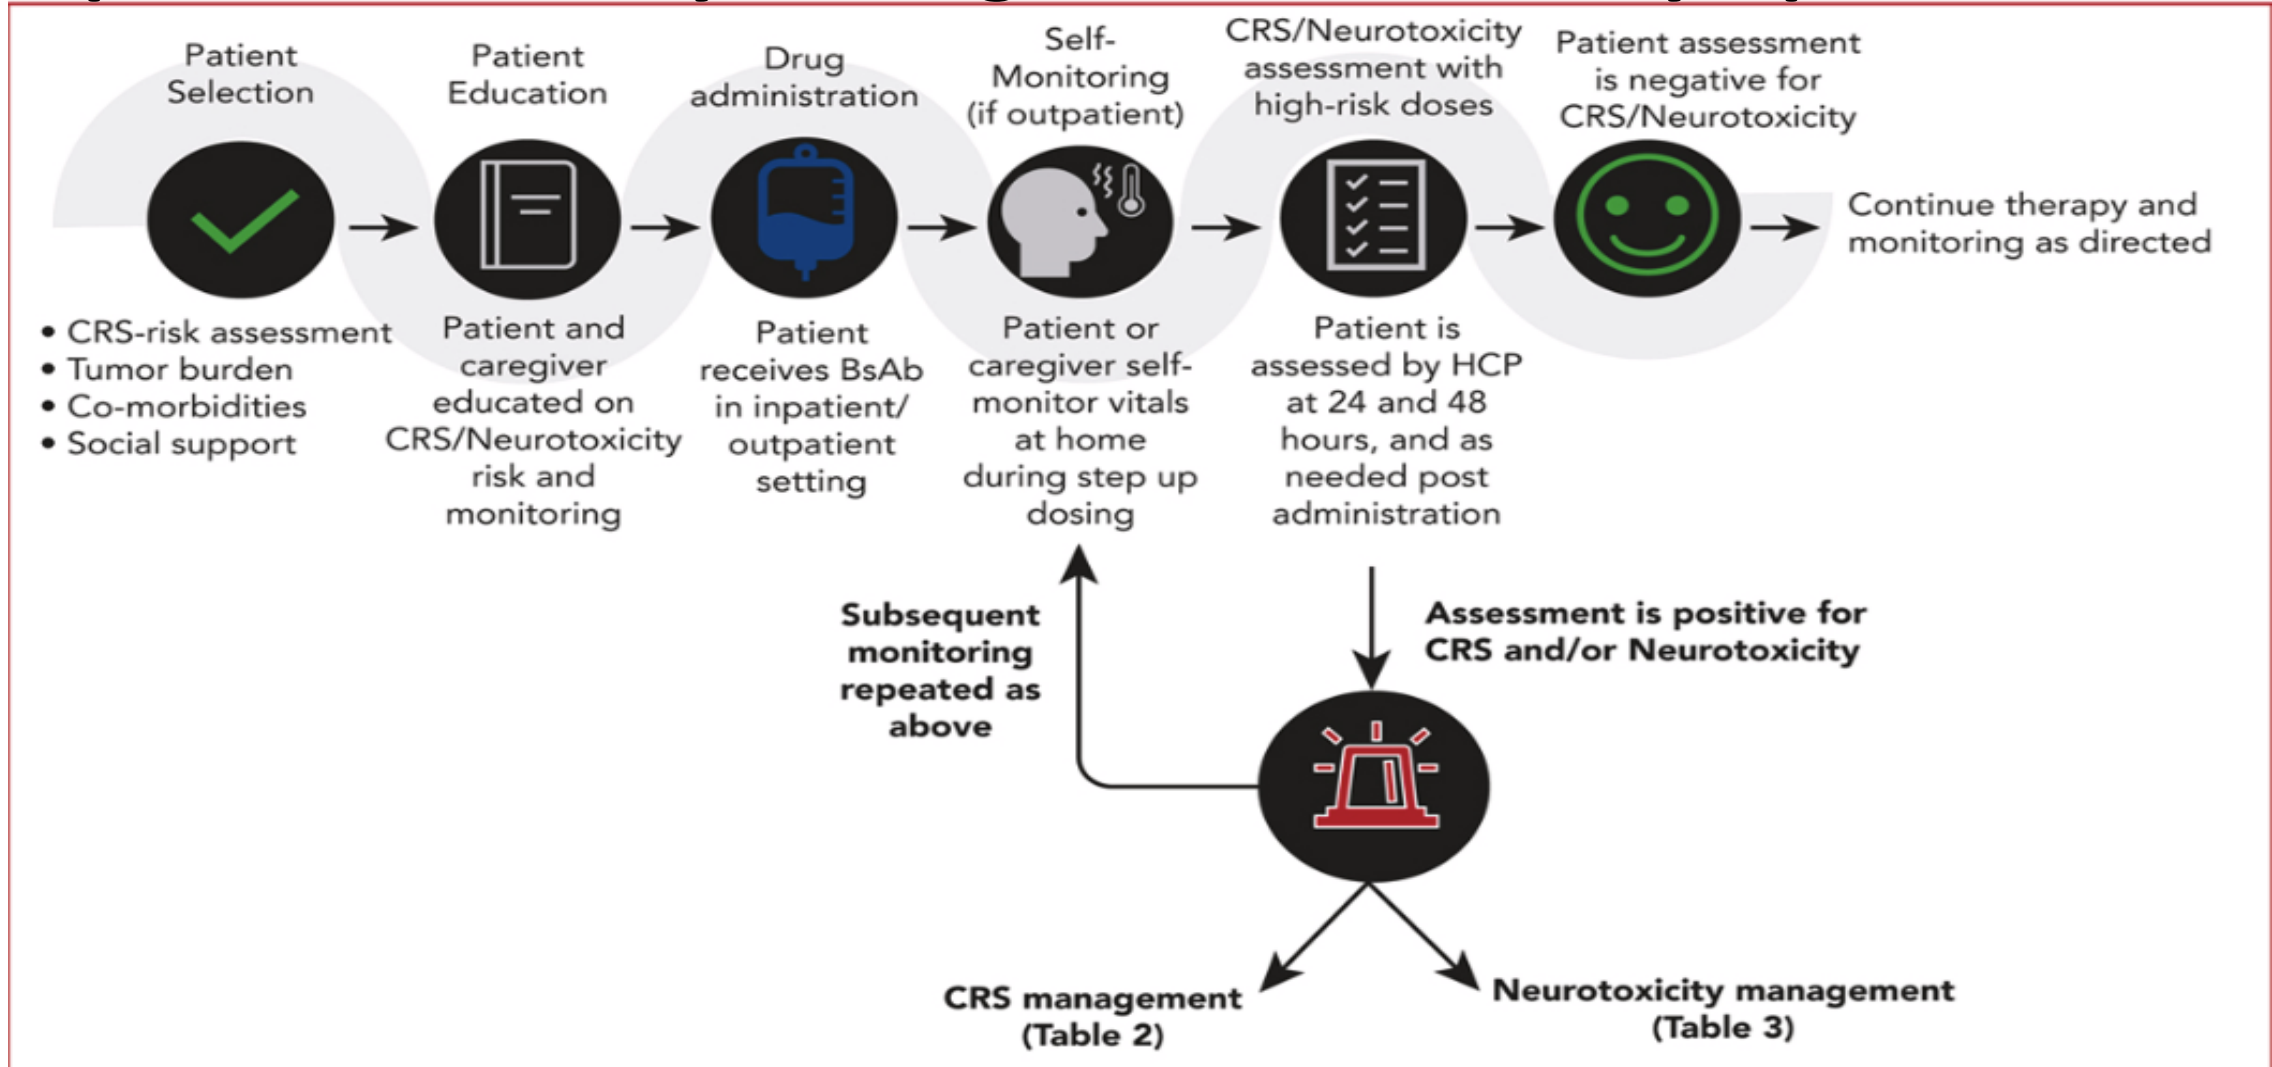 Patient
Selection
• CRS-risk assessment
• Tumor burden
• Co-morbidities
• Social support
Patient
Education
Patient and
caregiver
educated on
CRS/Neurotoxicity
risk and
monitoring
Drug
administration
Patient
receives BsAb
in inpatient/
outpatient
setting
Self-
Monitoring
(if outpatient)
Patient or
caregiver self-
monitor vitals
at home
during step up
dosing
CRS/Neurotoxicity
assessment with
high-risk doses
Patient is
assessed by HCP
at 24 and 48
hours, and as
needed post
administration
Patient assessment
is negative for
CRS/Neurotoxicity
Continue therapy and
monitoring as directed
Subsequent
monitoring
repeated as
above
Assessment is positive for
CRS and/or Neurotoxicity
CRS management
(Table 2)
Neurotoxicity management
(Table 3)